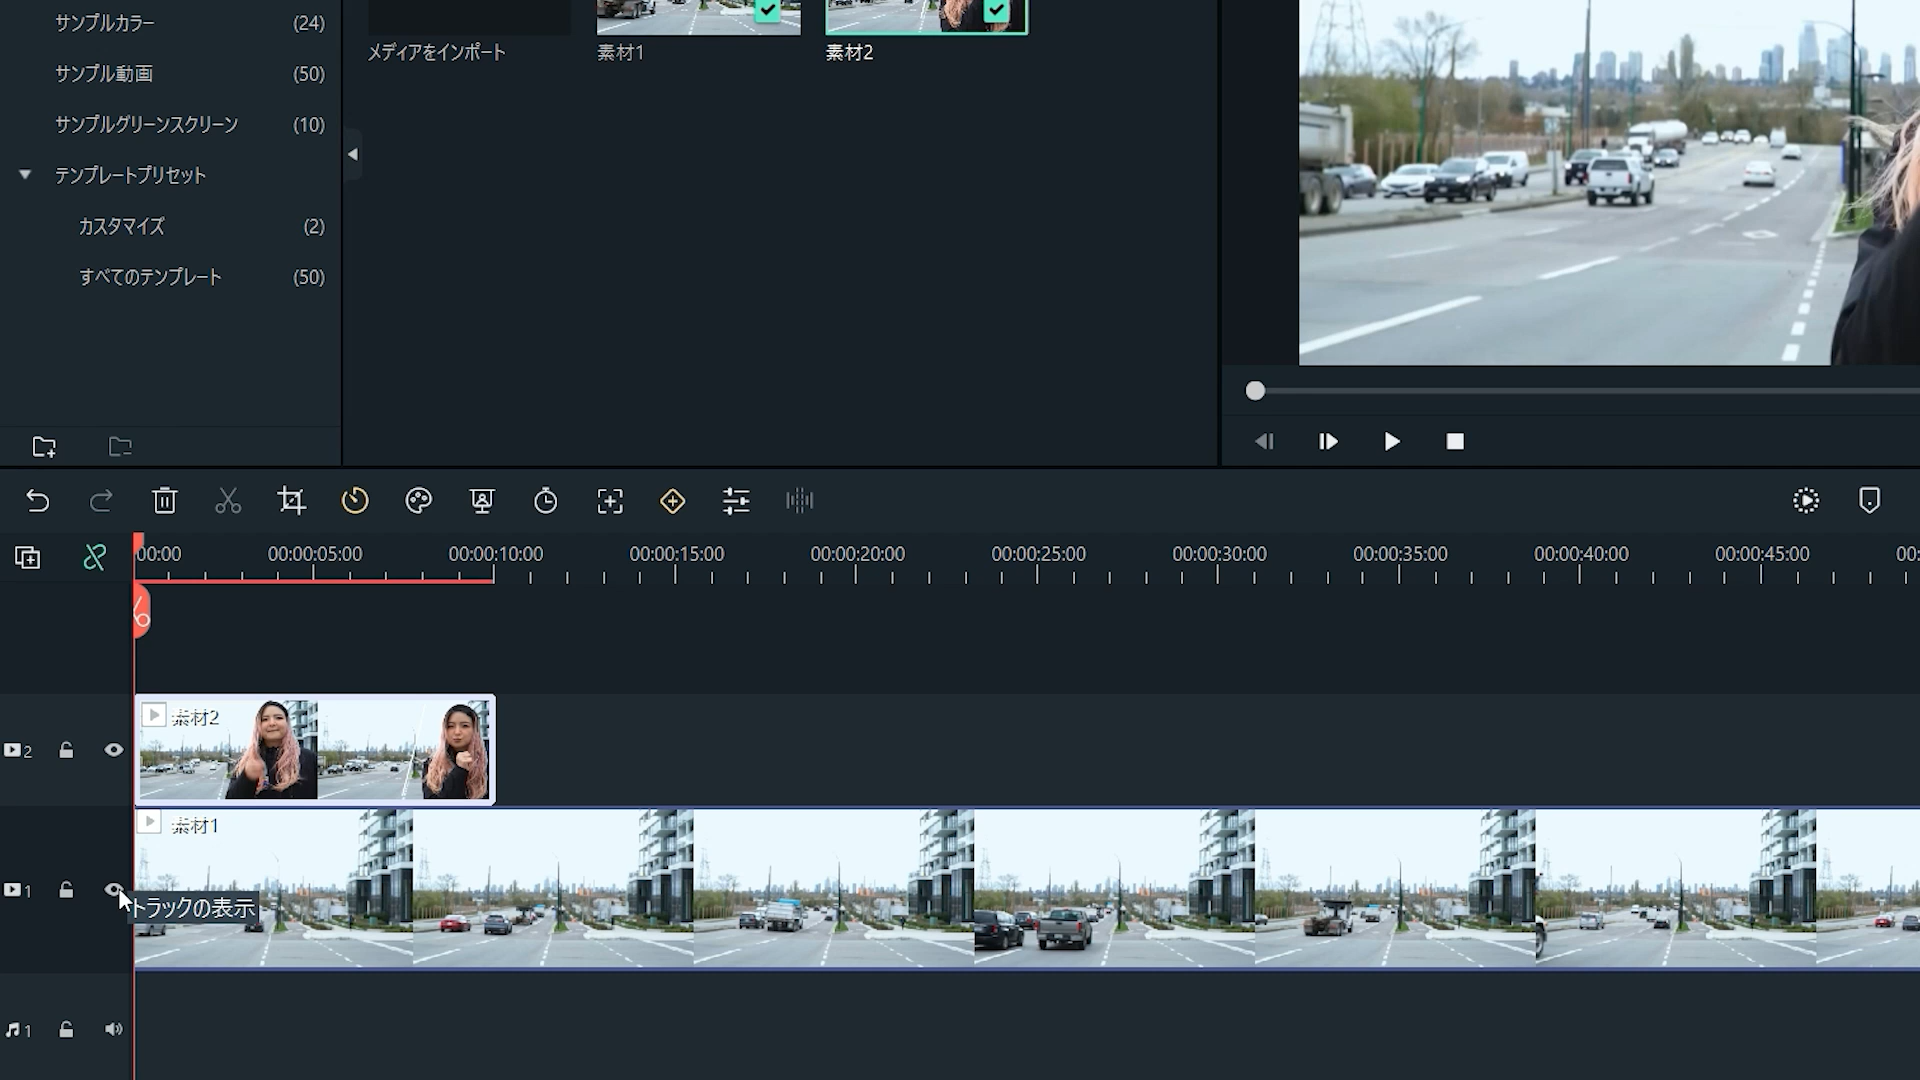 サンプルカラー (24)
メディアをインポート 素材1 素材2
サンプル動画 (50)
サンプルグリーンスクリーン (10)
テンプレートプリセット
カスタマイズ (2)
すべてのテンプレート (50)
00:00 00:00:05:00 00:00:10:00 00:00:15:00 00:00:20:00 00:00:25:00 00:00:30:00 00:00:35:00 00:00:40:00 00:00:45:00 00:
素材2
2
素材1
1
トラックの表示
1